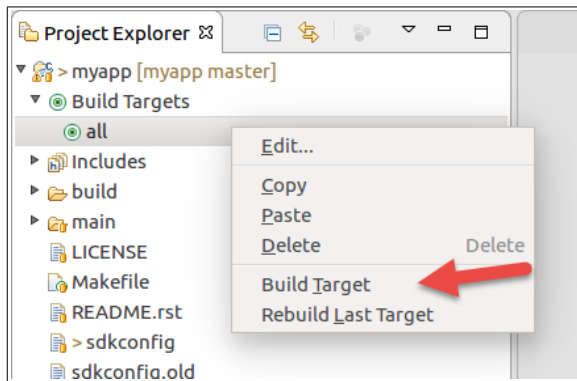 Project Explorer
> myapp [myapp master]
Build Targets
all
Includes
build
main
LICENSE
Makefile
README.rst
> sdkconfig
sdkconfig.old
Edit...
Copy
Paste
Delete Delete
Build Target
Rebuild Last Target